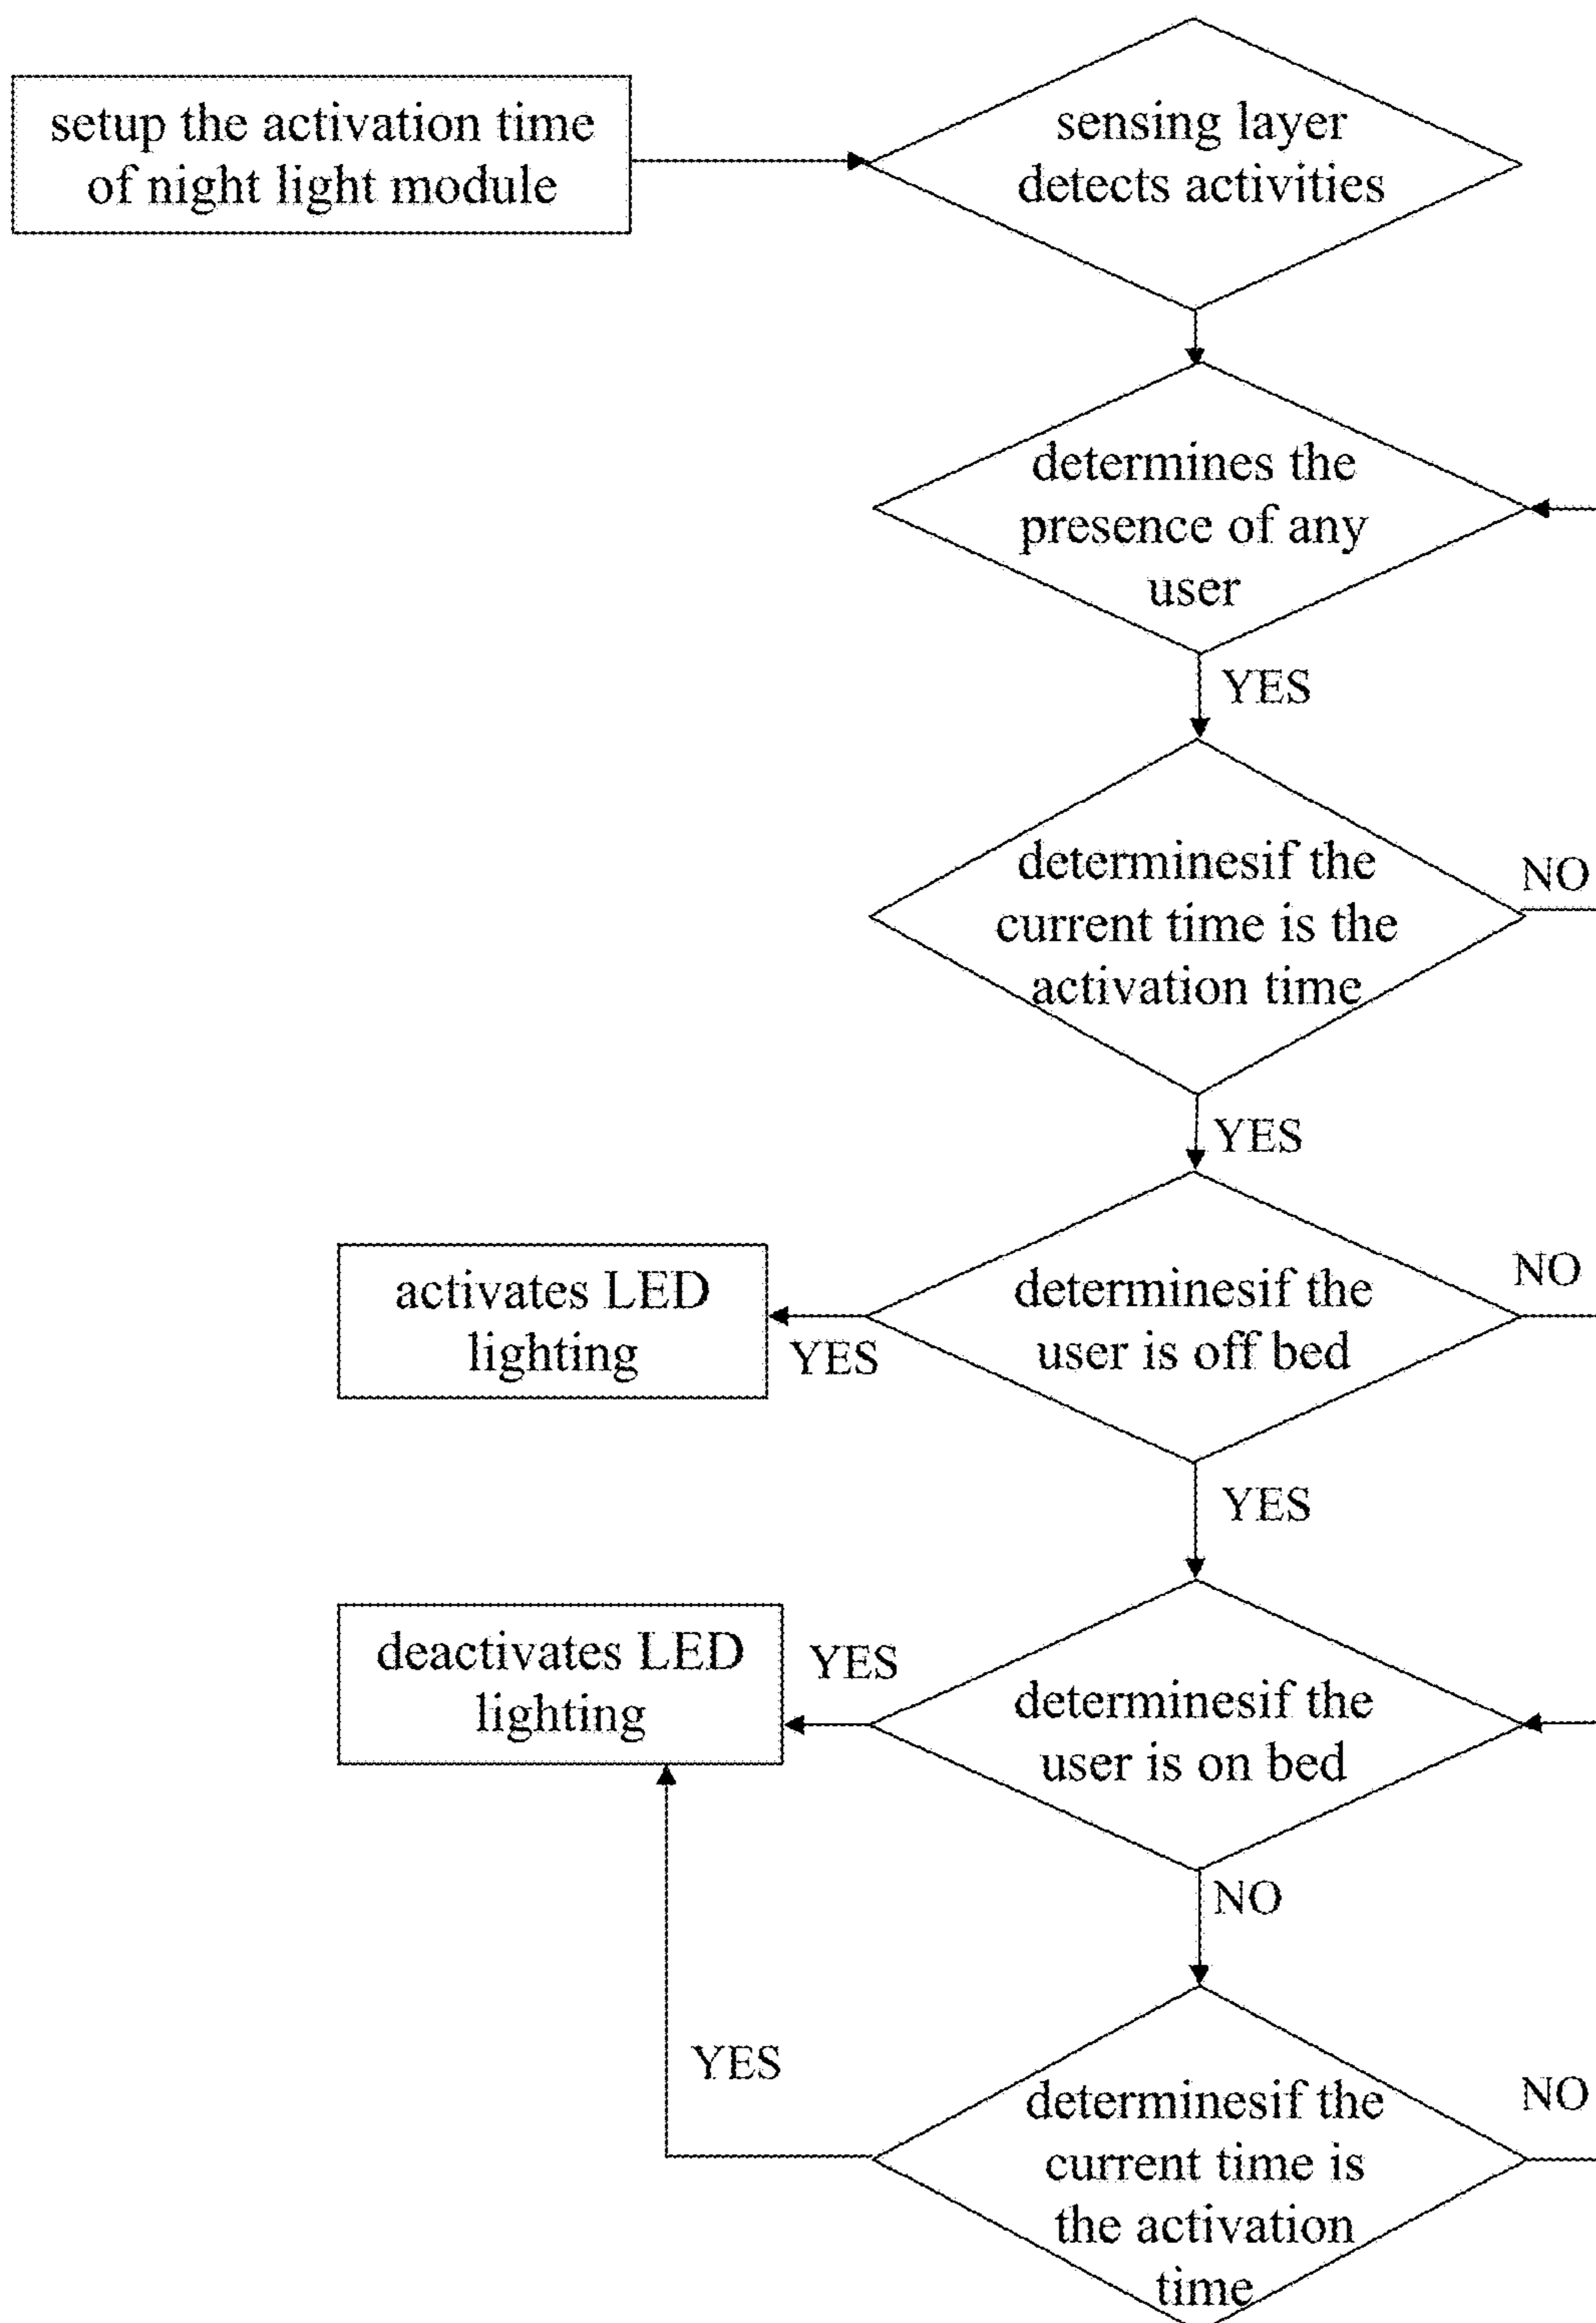 setup the activation time
of night light module
sensing layer
detects activities
determines the
presence of any
user
YES
determinesif the
current time is the
activation time
NO
YES
determinesif the
user is off bed
NO
YES
activates LED
lighting
YES
determinesif the
user is on bed
YES
deactivates LED
lighting
NO
determinesif the
current time is
the activation
time
YES
NO